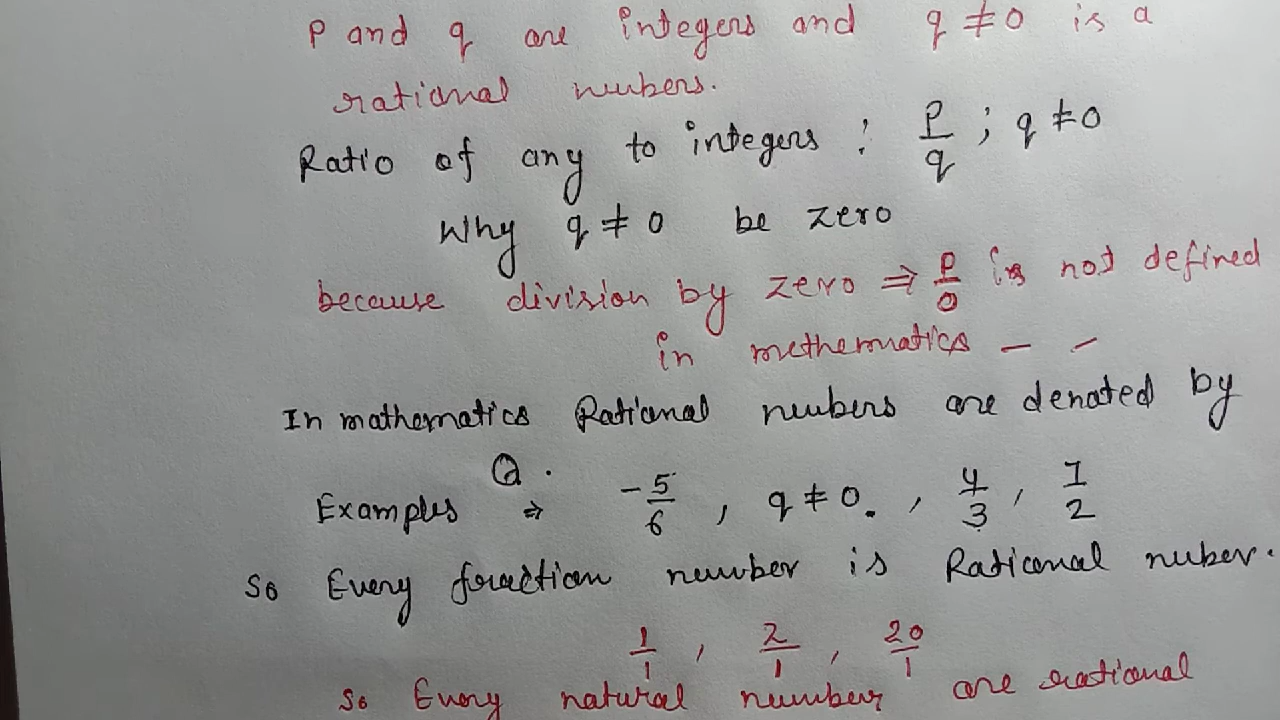 P and q are integers and q ≠ 0 is a
rational nubers.
Ratio of any to integers : P/q ; q ≠ 0
Why q ≠ 0 be zero
because division by zero ⇒ P/0 is not defined
in methematics – –
In mathematics Rational nubers are denoted by
Q.
Examples ⇒ -5/6 , q ≠ 0. , 4/3 , 1/2
So Every fraction number is Rational nuber.
1/1 , 2/1 , 20/1
So Every natural number are rational